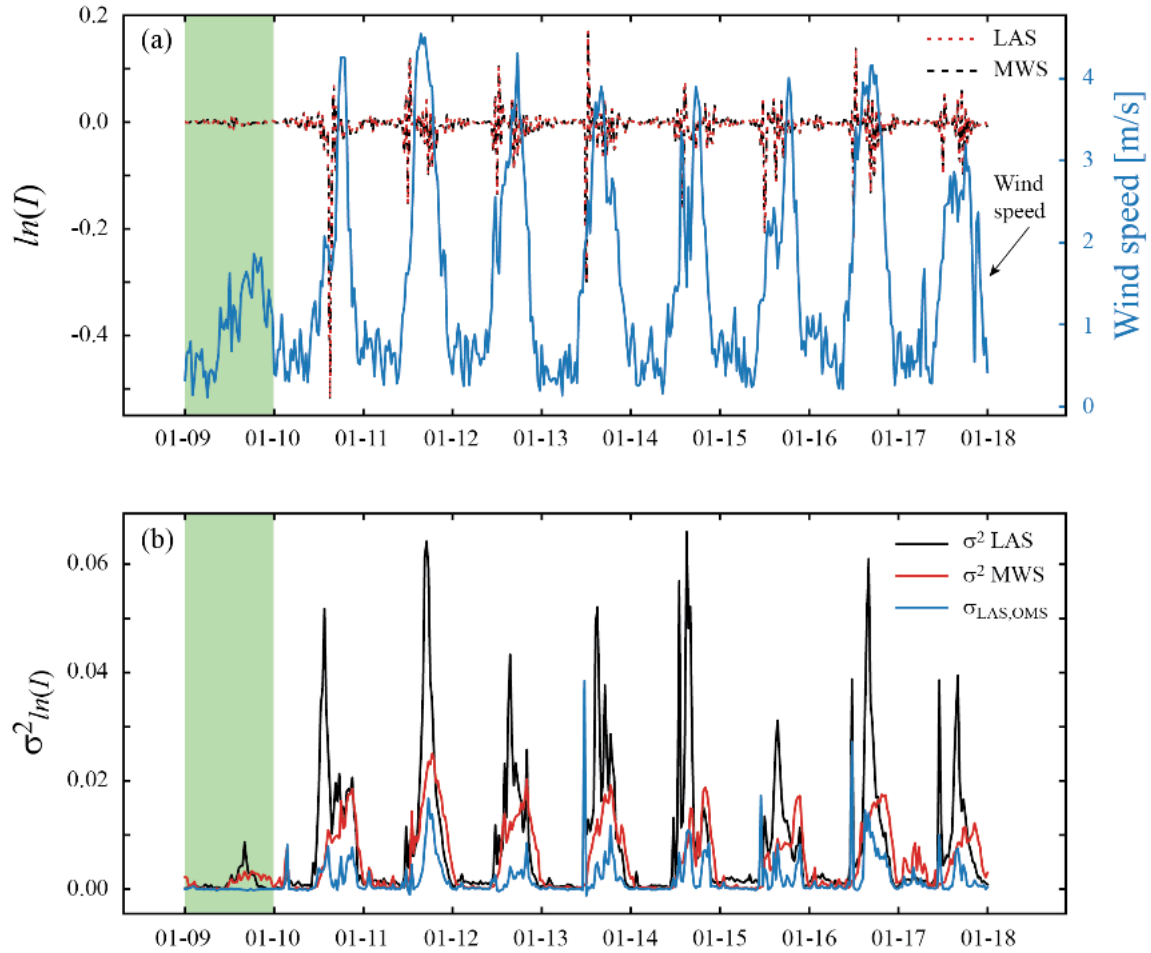 (a)
LAS
MWS
0.2
0.0
-0.2
-0.4
ln(I)
4
3
2
1
0
Wind speed [m/s]
Wind
speed
01-09 01-10 01-11 01-12 01-13 01-14 01-15 01-16 01-17 01-18
(b)
σ² LAS
σ² MWS
σLAS,OMS
0.06
0.04
0.02
0.00
σ²ln(I)
01-09 01-10 01-11 01-12 01-13 01-14 01-15 01-16 01-17 01-18